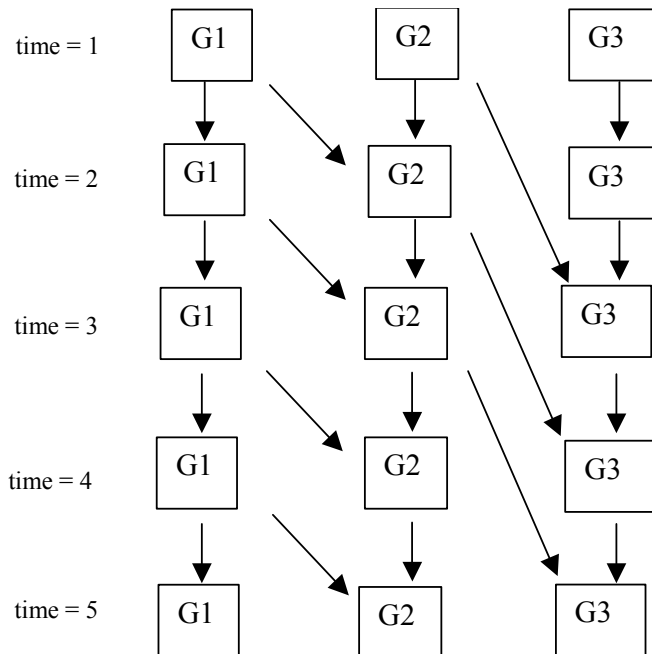 time = 1 G1 G2 G3
time = 2 G1 G2 G3
time = 3 G1 G2 G3
time = 4 G1 G2 G3
time = 5 G1 G2 G3